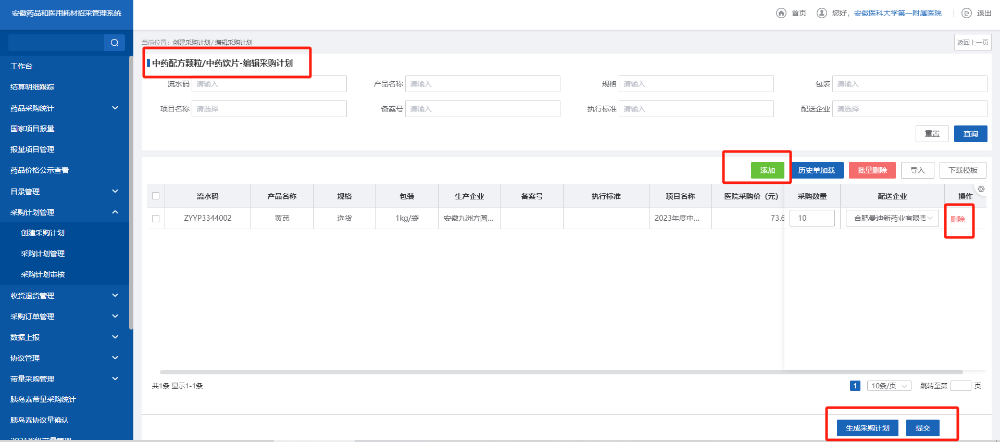 安徽药品和医用耗材招采管理系统
首页
您好，安徽医科大学第一附属医院
退出
当前位置：创建采购计划/ 编辑采购计划
返回上一页
中药配方颗粒/中药饮片-编辑采购计划
流水码 请输入 产品名称 请输入 规格 请输入 包装 请输入
项目名称 请选择 备案号 请输入 执行标准 请输入 配送企业 请选择
重置 查询
添加 历史单加载 批量删除 导入 下载模板
流水码 产品名称 规格 包装 生产企业 备案号 执行标准 项目名称 医院采购价（元） 采购数量 配送企业 操作
ZYYP3344002 黄芪 选货 1kg/袋 安徽九洲方圆... 2023年度中... 73.6 10 合肥曼迪新药业有限责 删除
共1条 显示1-1条
1 10条/页 跳转至第 页
生成采购计划 提交
工作台
结算明细跟踪
药品采购统计
国家项目报量
报量项目管理
药品价格公示查看
目录管理
采购计划管理
创建采购计划
采购计划管理
采购计划审核
收货退货管理
采购订单管理
数据上报
协议管理
带量采购管理
胰岛素带量采购统计
胰岛素协议量确认
2021省级带量管理